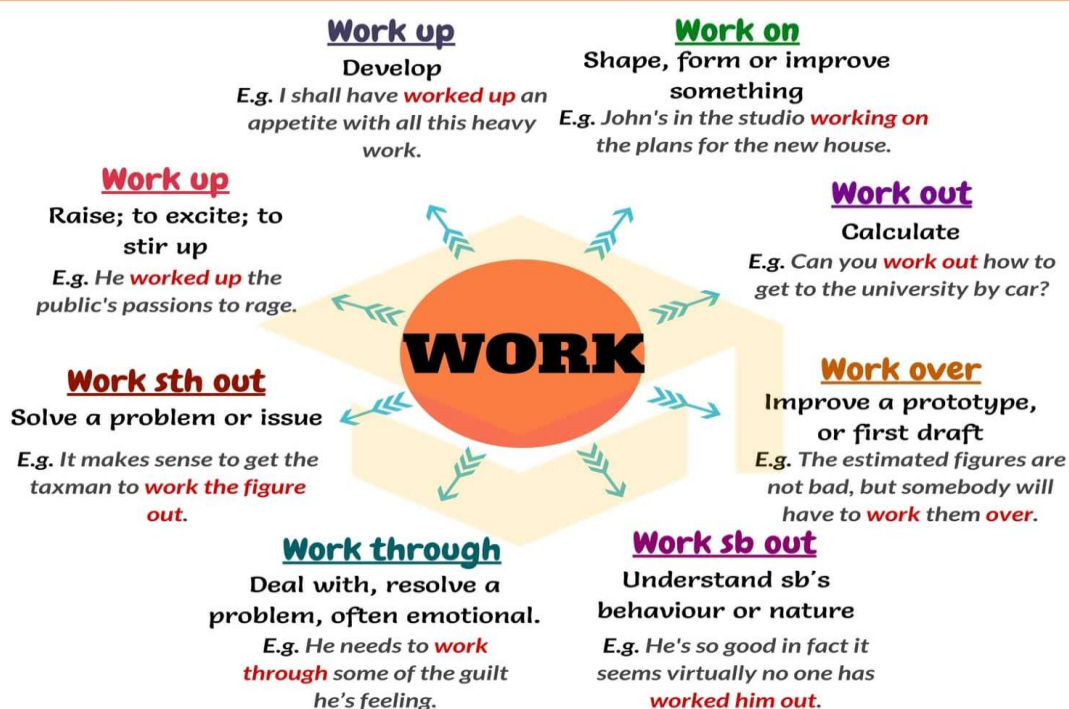 Work up
Develop
E.g. I shall have worked up an
appetite with all this heavy
work.
Work on
Shape, form or improve
something
E.g. John's in the studio working on
the plans for the new house.
Work up
Raise; to excite; to
stir up
E.g. He worked up the
public's passions to rage.
Work out
Calculate
E.g. Can you work out how to
get to the university by car?
WORK
Work sth out
Solve a problem or issue
E.g. It makes sense to get the
taxman to work the figure
out.
Work over
Improve a prototype,
or first draft
E.g. The estimated figures are
not bad, but somebody will
have to work them over.
Work through
Deal with, resolve a
problem, often emotional.
E.g. He needs to work
through some of the guilt
he's feeling.
Work sb out
Understand sb's
behaviour or nature
E.g. He's so good in fact it
seems virtually no one has
worked him out.